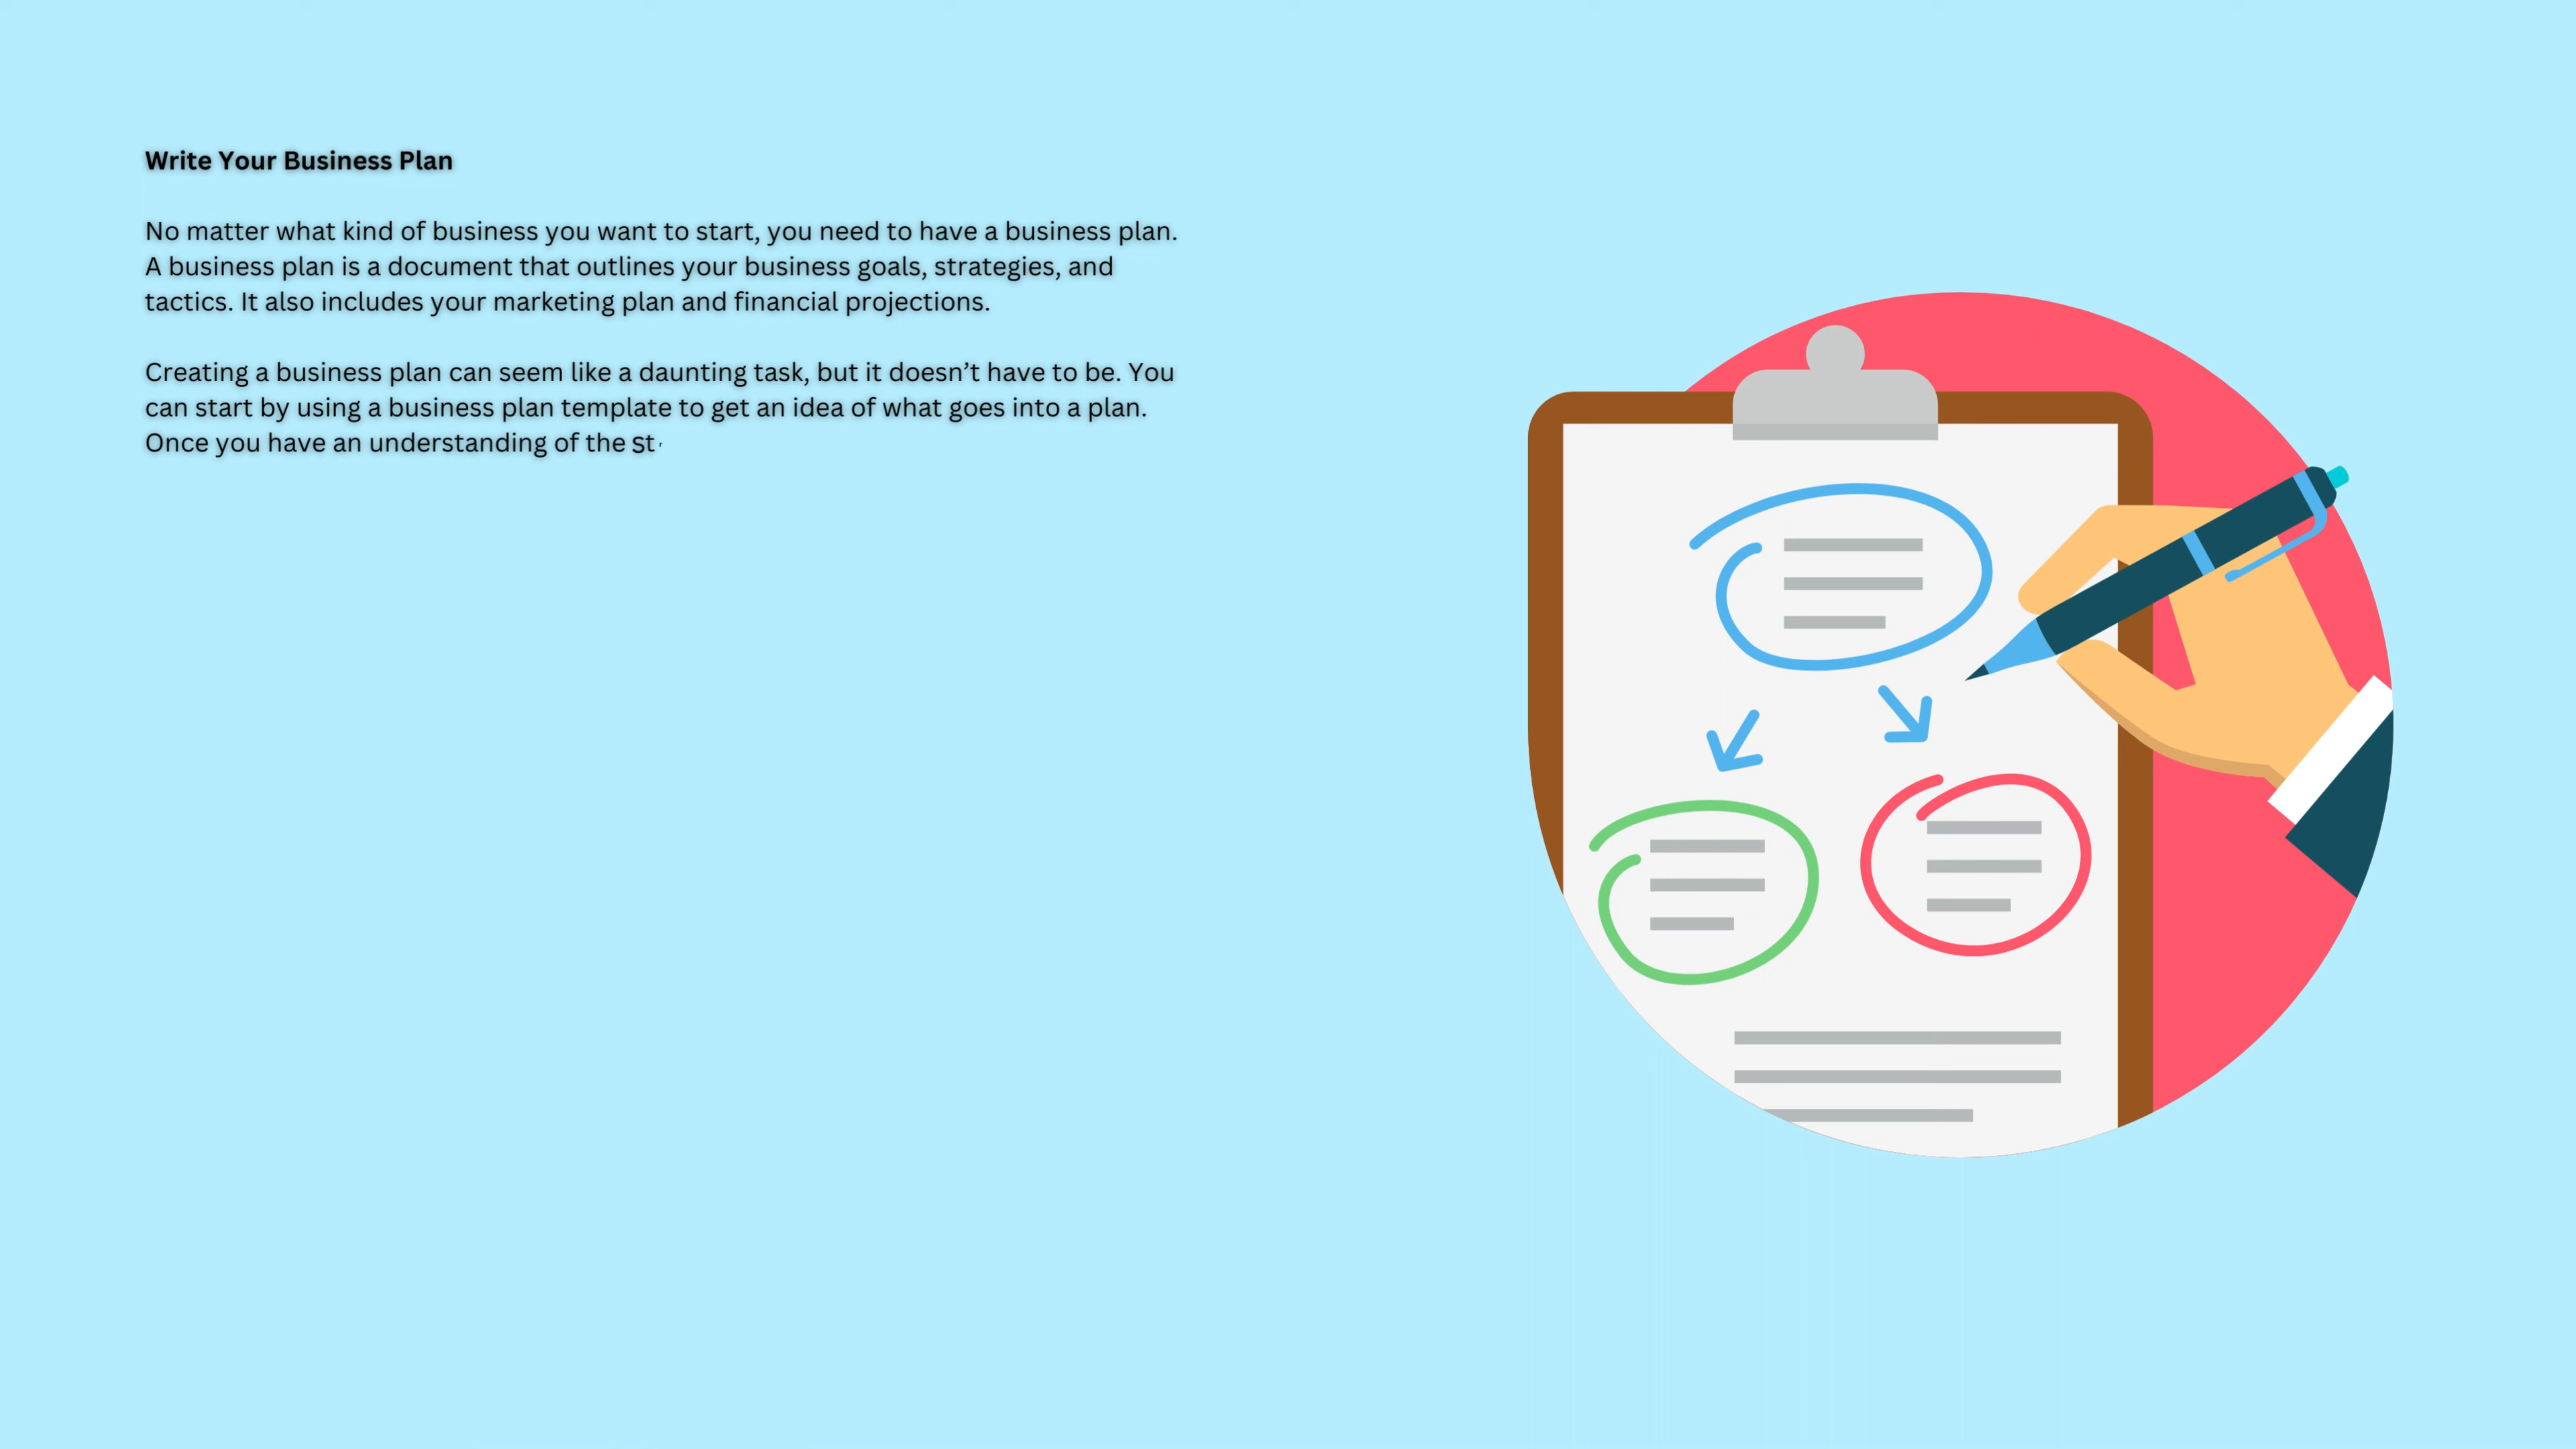 Write Your Business Plan
No matter what kind of business you want to start, you need to have a business plan.
A business plan is a document that outlines your business goals, strategies, and
tactics. It also includes your marketing plan and financial projections.
Creating a business plan can seem like a daunting task, but it doesn’t have to be. You
can start by using a business plan template to get an idea of what goes into a plan.
Once you have an understanding of the st